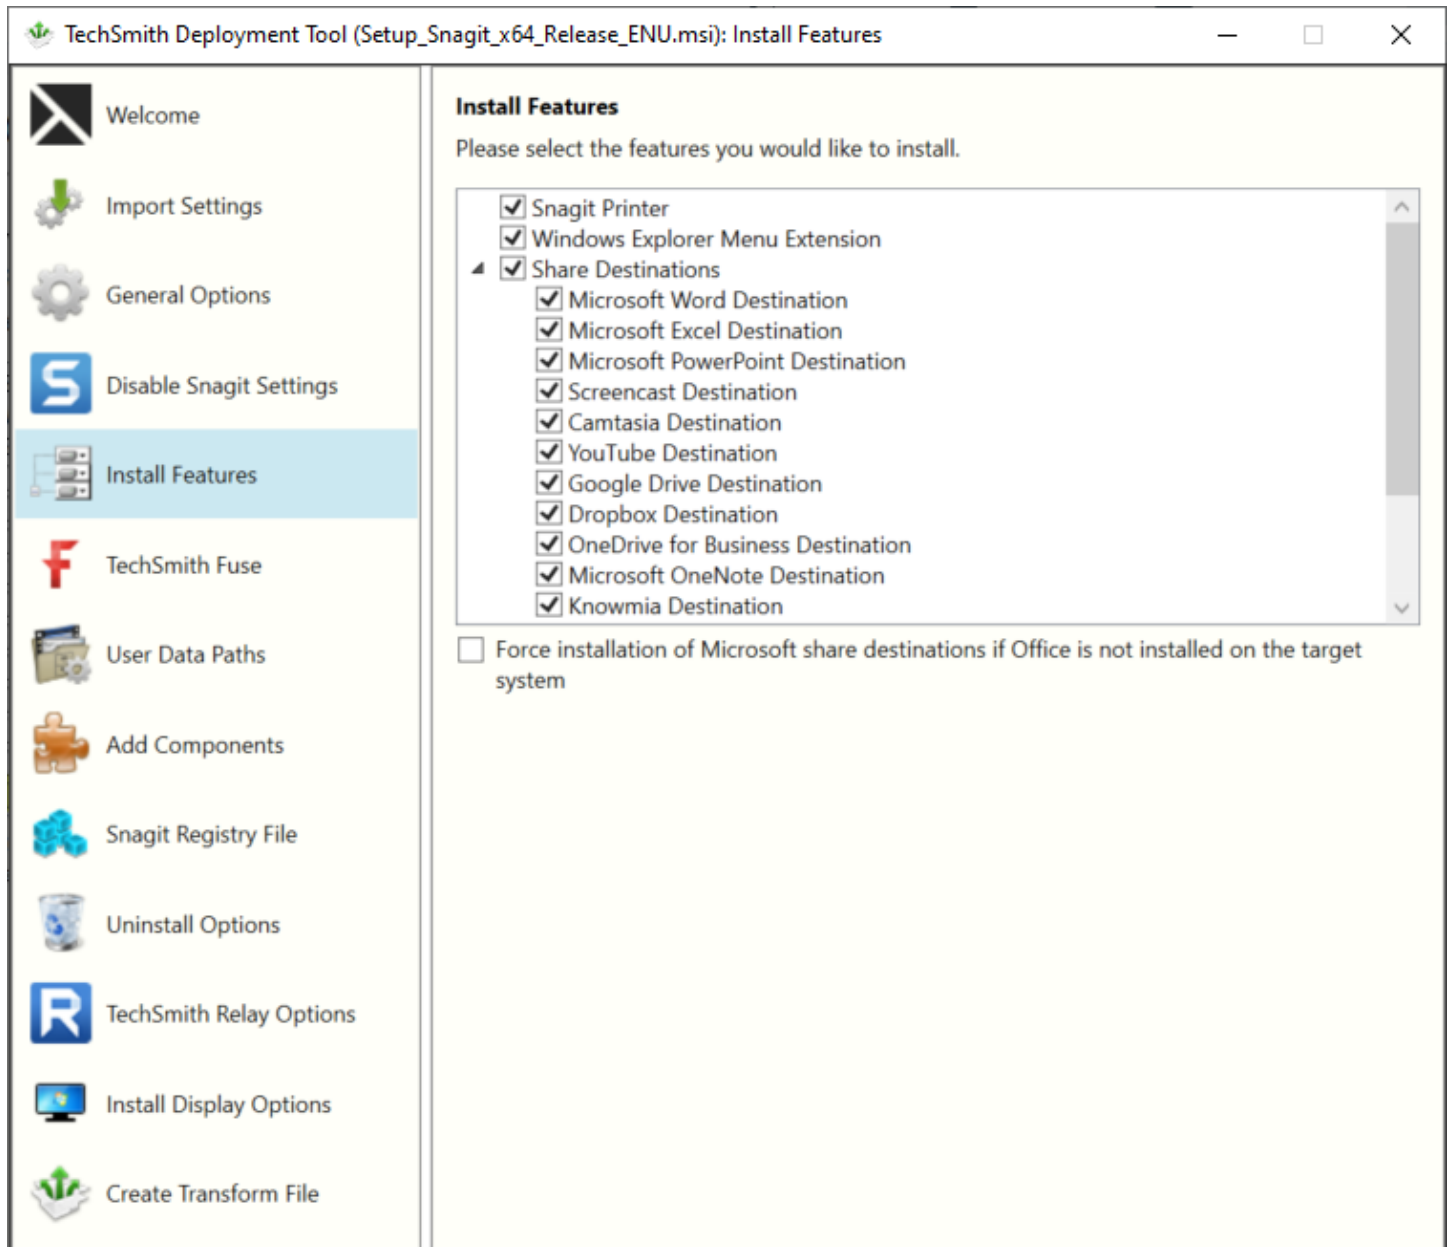 TechSmith Deployment Tool (Setup_Snagit_x64_Release_ENU.msi): Install Features
Welcome
Import Settings
General Options
Disable Snagit Settings
Install Features
TechSmith Fuse
User Data Paths
Add Components
Snagit Registry File
Uninstall Options
TechSmith Relay Options
Install Display Options
Create Transform File
Install Features
Please select the features you would like to install.
Snagit Printer
Windows Explorer Menu Extension
Share Destinations
Microsoft Word Destination
Microsoft Excel Destination
Microsoft PowerPoint Destination
Screencast Destination
Camtasia Destination
YouTube Destination
Google Drive Destination
Dropbox Destination
OneDrive for Business Destination
Microsoft OneNote Destination
Knowmia Destination
Force installation of Microsoft share destinations if Office is not installed on the target
system